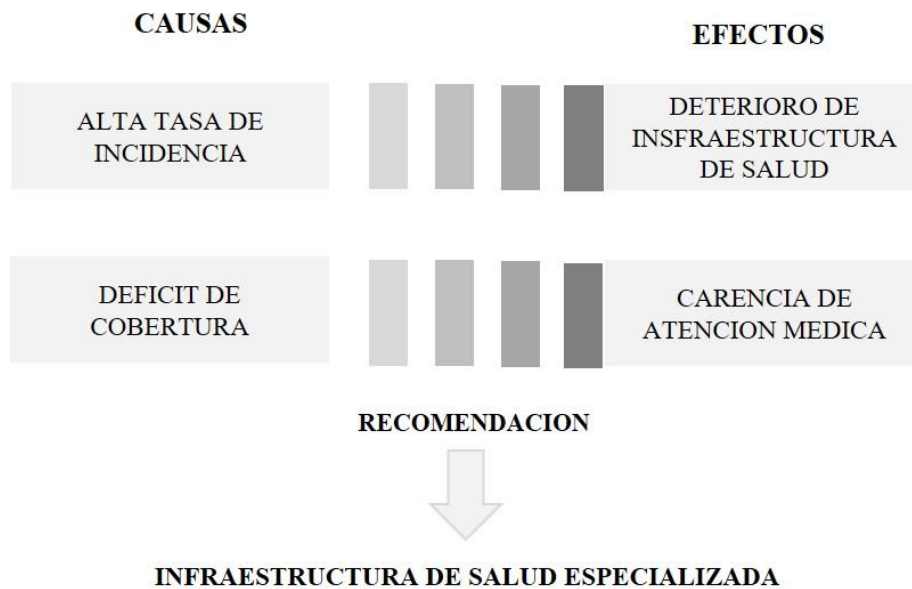 CAUSAS
EFECTOS
ALTA TASA DE
INCIDENCIA
DETERIORO DE
INSFRAESTRUCTURA
DE SALUD
DEFICIT DE
COBERTURA
CARENCIA DE
ATENCION MEDICA
RECOMENDACION
INFRAESTRUCTURA DE SALUD ESPECIALIZADA